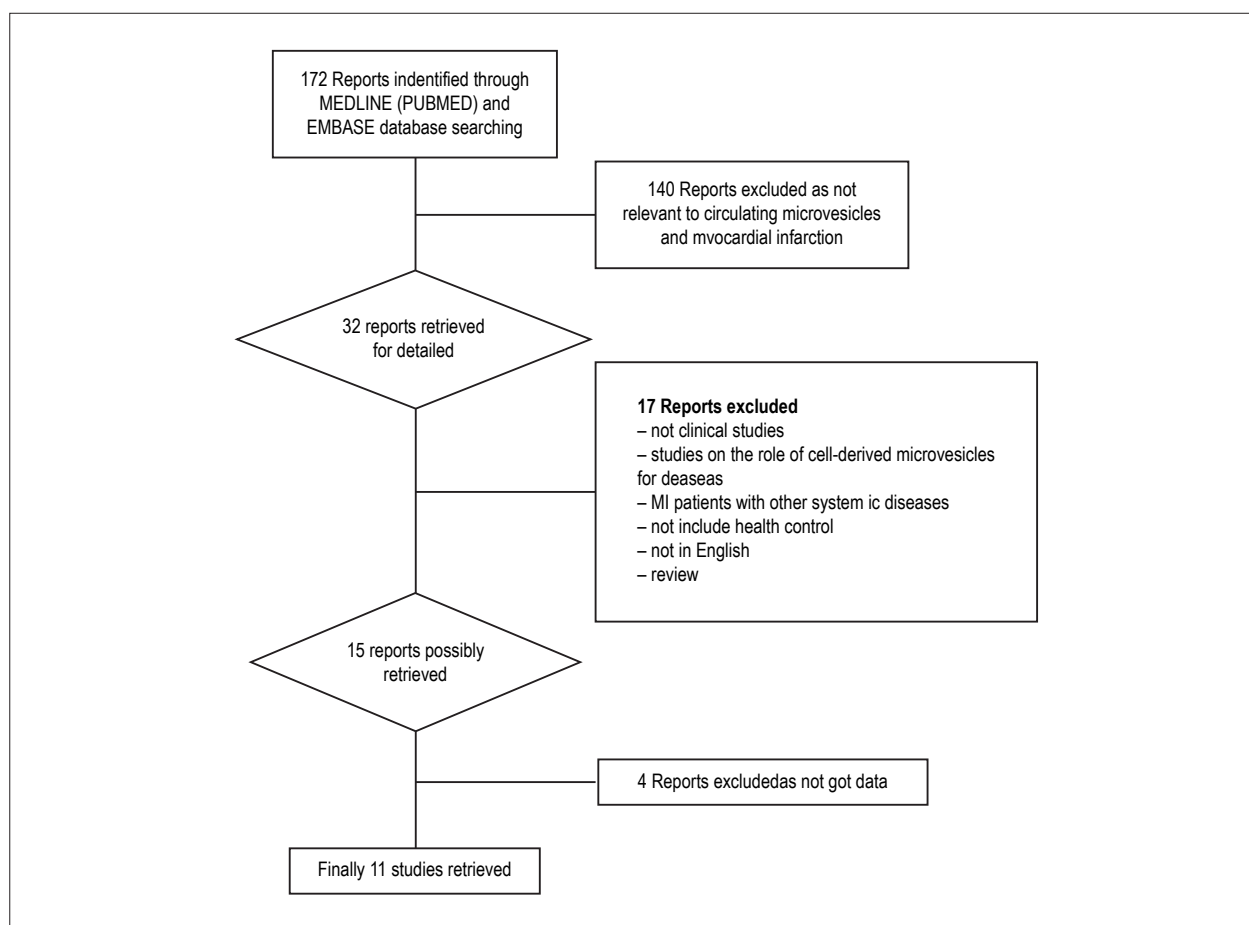 172 Reports indentified through
MEDLINE (PUBMED) and
EMBASE database searching
140 Reports excluded as not
relevant to circulating microvesicles
and mvocardial infarction
32 reports retrieved
for detailed
17 Reports excluded
– not clinical studies
– studies on the role of cell-derived microvesicles
for deaseas
– MI patients with other system ic diseases
– not include health control
– not in English
– review
15 reports possibly
retrieved
4 Reports excludedas not got data
Finally 11 studies retrieved